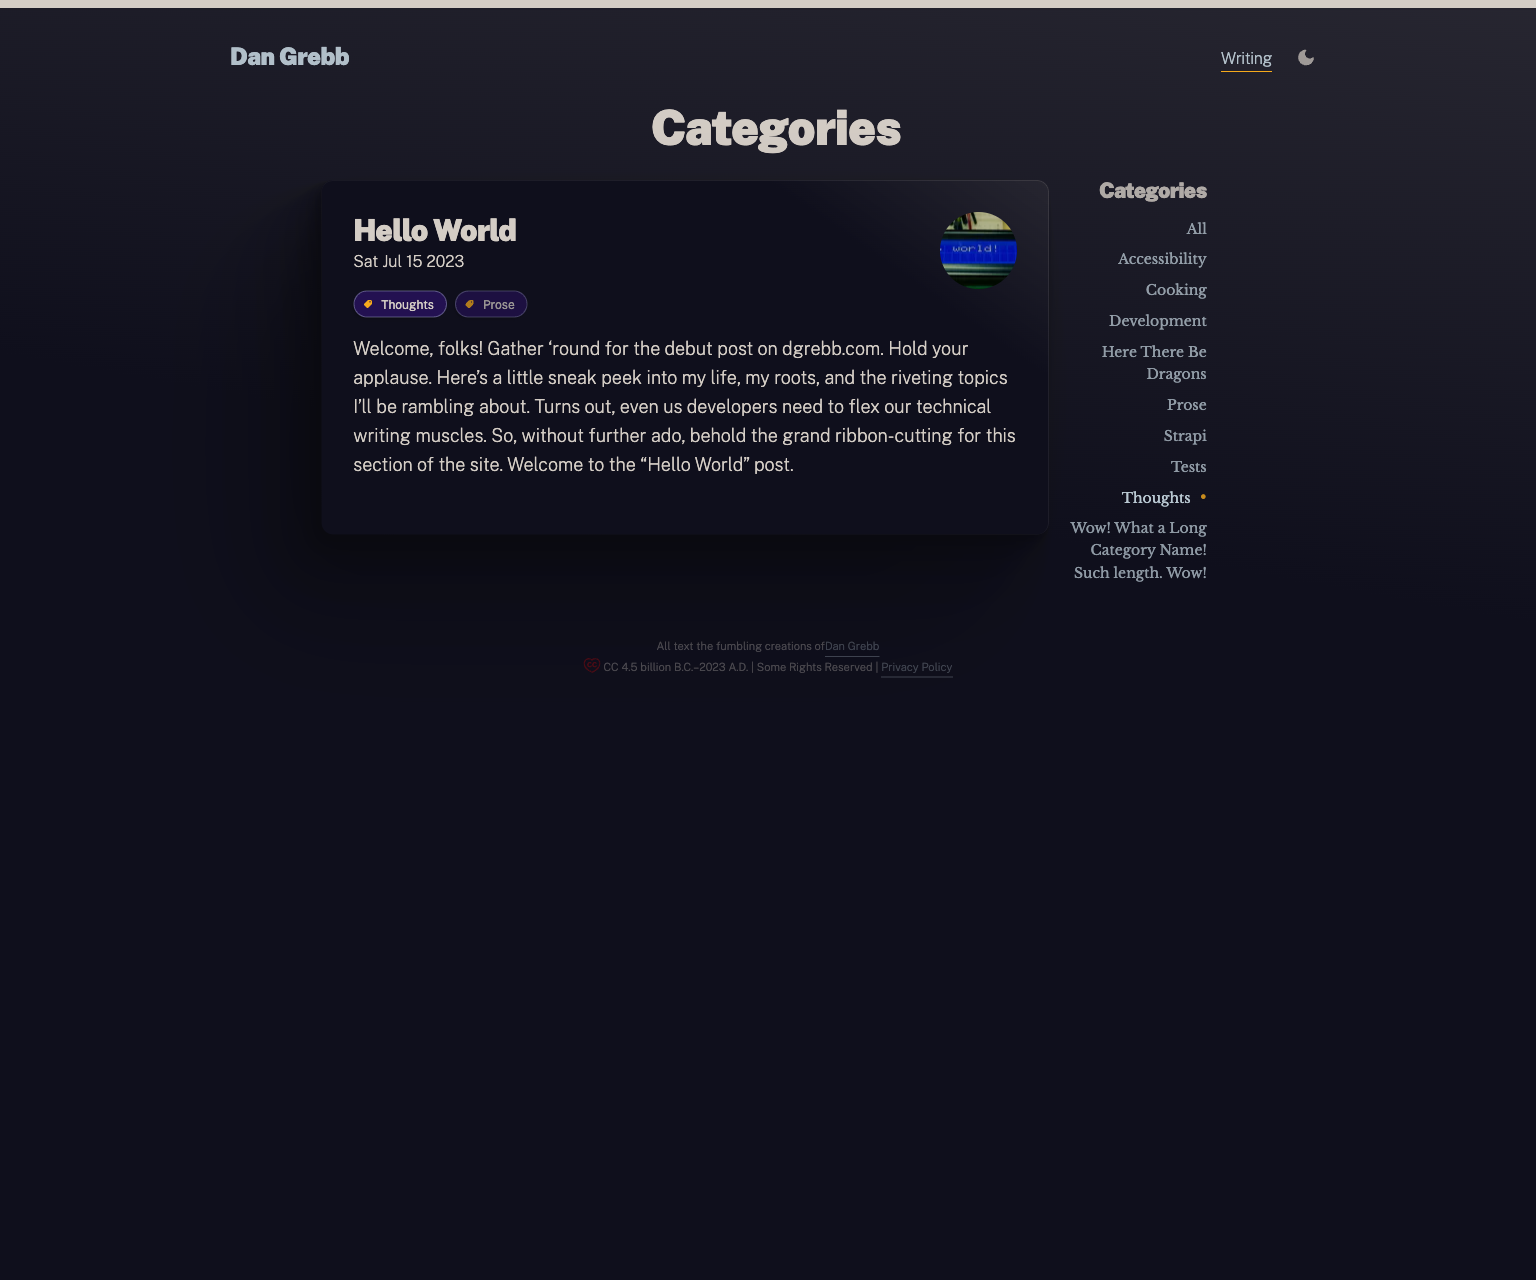 Dan Grebb
Writing
Categories
Hello World
Sat Jul 15 2023
world!
Thoughts
Prose
Welcome, folks! Gather ‘round for the debut post on dgrebb.com. Hold your
applause. Here’s a little sneak peek into my life, my roots, and the riveting topics
I’ll be rambling about. Turns out, even us developers need to flex our technical
writing muscles. So, without further ado, behold the grand ribbon-cutting for this
section of the site. Welcome to the “Hello World” post.
Categories
All
Accessibility
Cooking
Development
Here There Be
Dragons
Prose
Strapi
Tests
Thoughts •
Wow! What a Long
Category Name!
Such length. Wow!
All text the fumbling creations ofDan Grebb
CC 4.5 billion B.C.–2023 A.D. | Some Rights Reserved | Privacy Policy